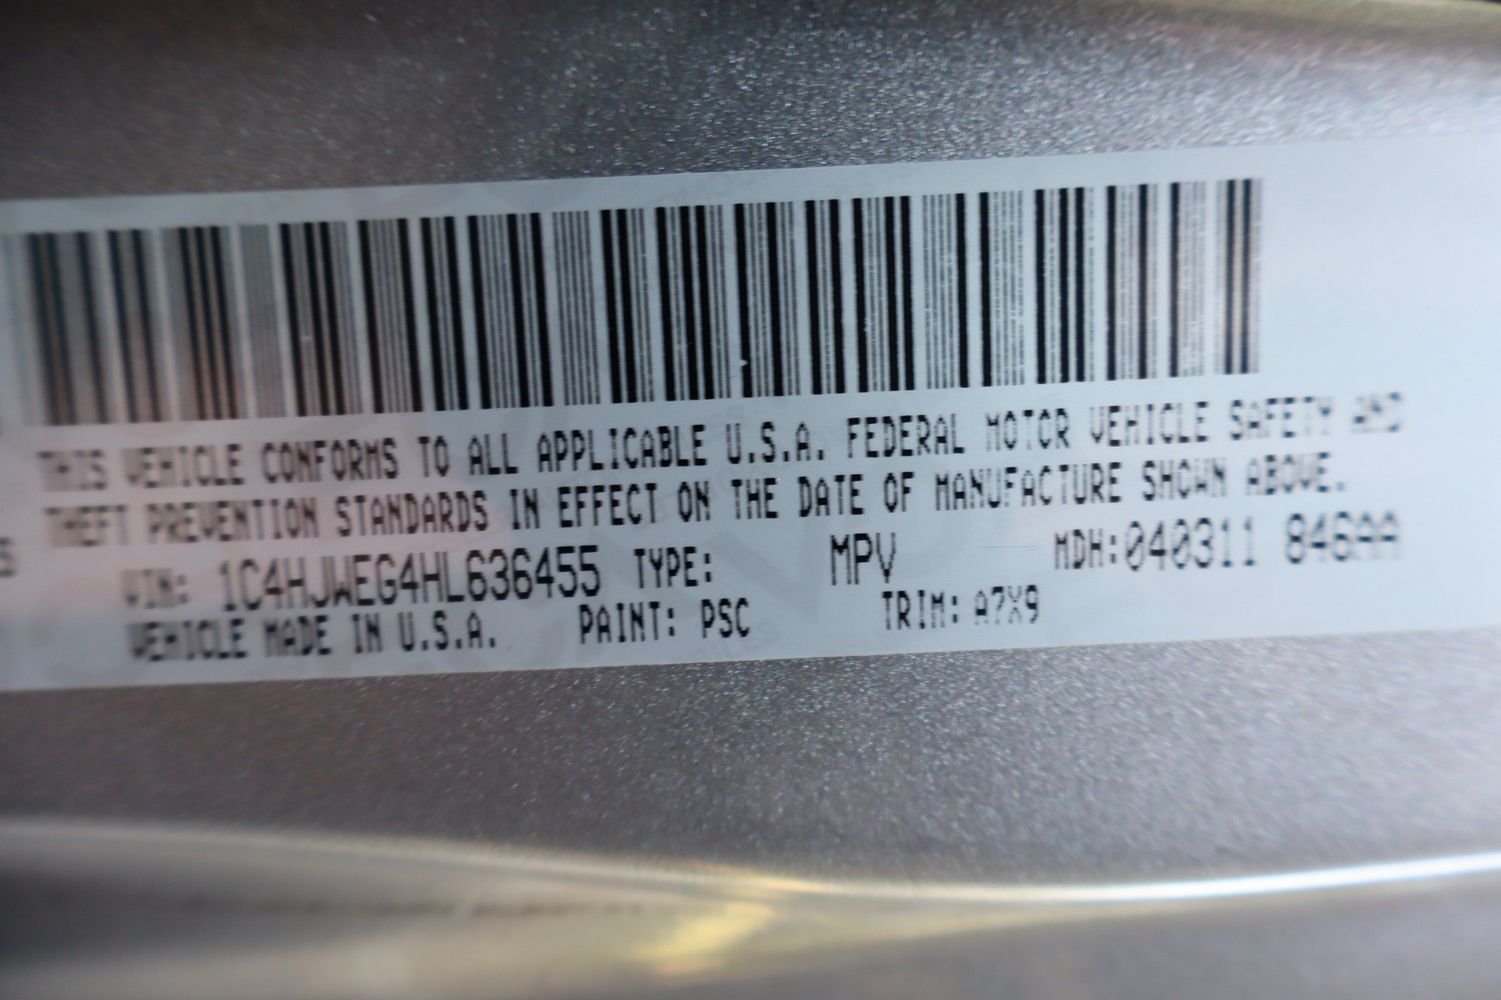 THIS VEHICLE CONFORMS TO ALL APPLICABLE U.S.A. FEDERAL MOTOR VEHICLE SAFETY AND
THEFT PREVENTION STANDARDS IN EFFECT ON THE DATE OF MANUFACTURE SHOWN ABOVE.
VIN: 1C4HJWEG4HL636455 TYPE: MPV MDH:040311 846AA
VEHICLE MADE IN U.S.A. PAINT: PSC TRIM: A7X9